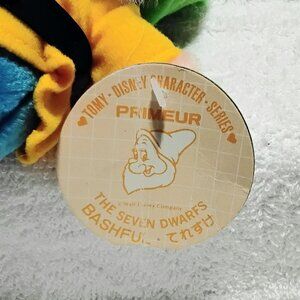 ♥TOMY-DISNEY CHARACTER-SERIES♥
PRIMEUR
© Walt Disney Company
THE SEVEN DWARFS
BASHFUL・てれすけ